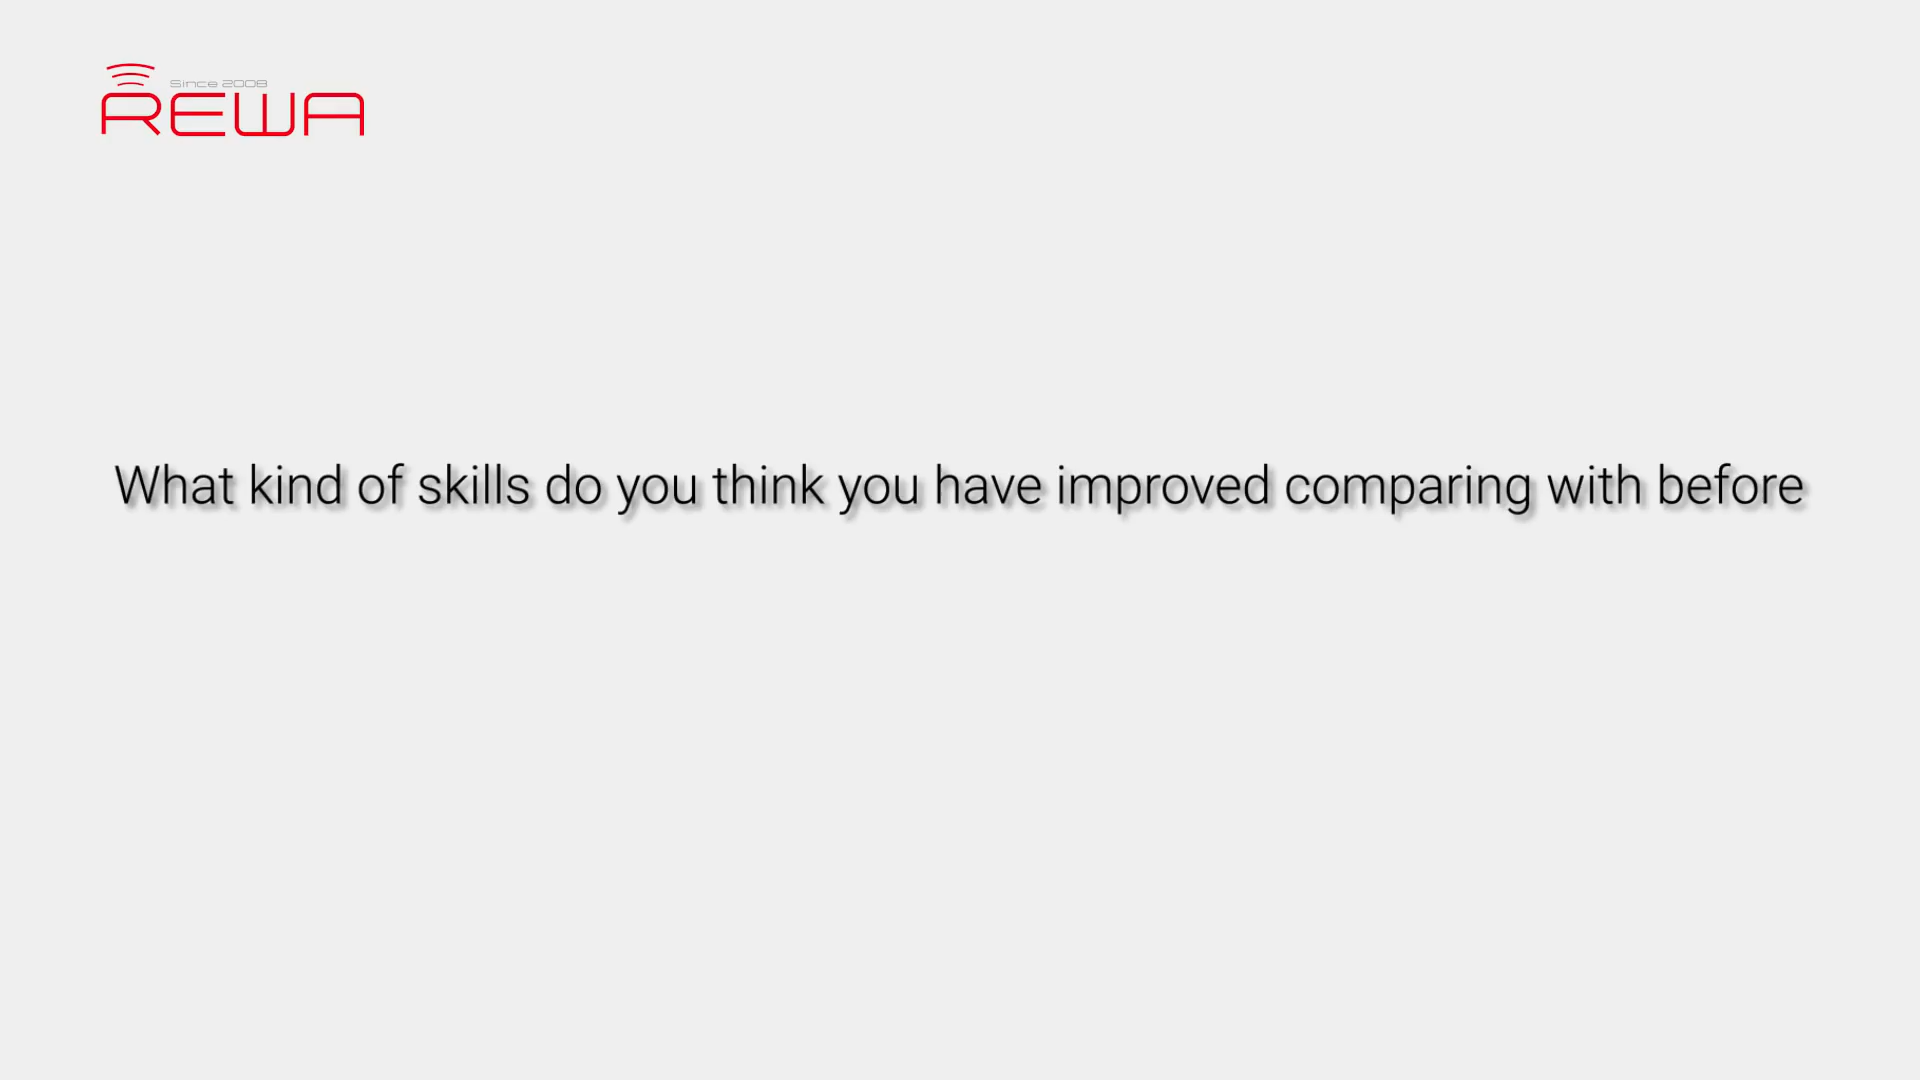 Since 2008
REWA
What kind of skills do you think you have improved comparing with before